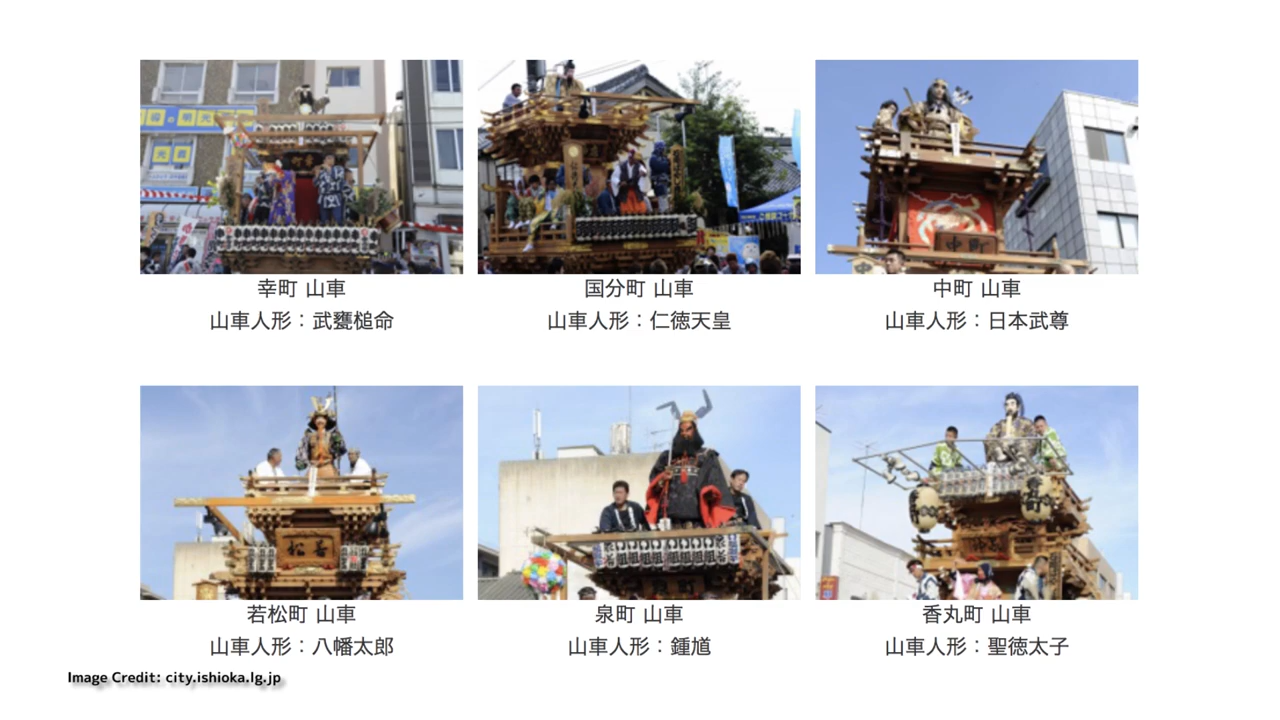 幸町 山車
山車人形：武甕槌命
国分町 山車
山車人形：仁徳天皇
中町
中町 山車
山車人形：日本武尊
若松
若松町 山車
山車人形：八幡太郎
泉町 山車
山車人形：鍾馗
香丸町 山車
山車人形：聖徳太子
Image Credit: city.ishioka.lg.jp